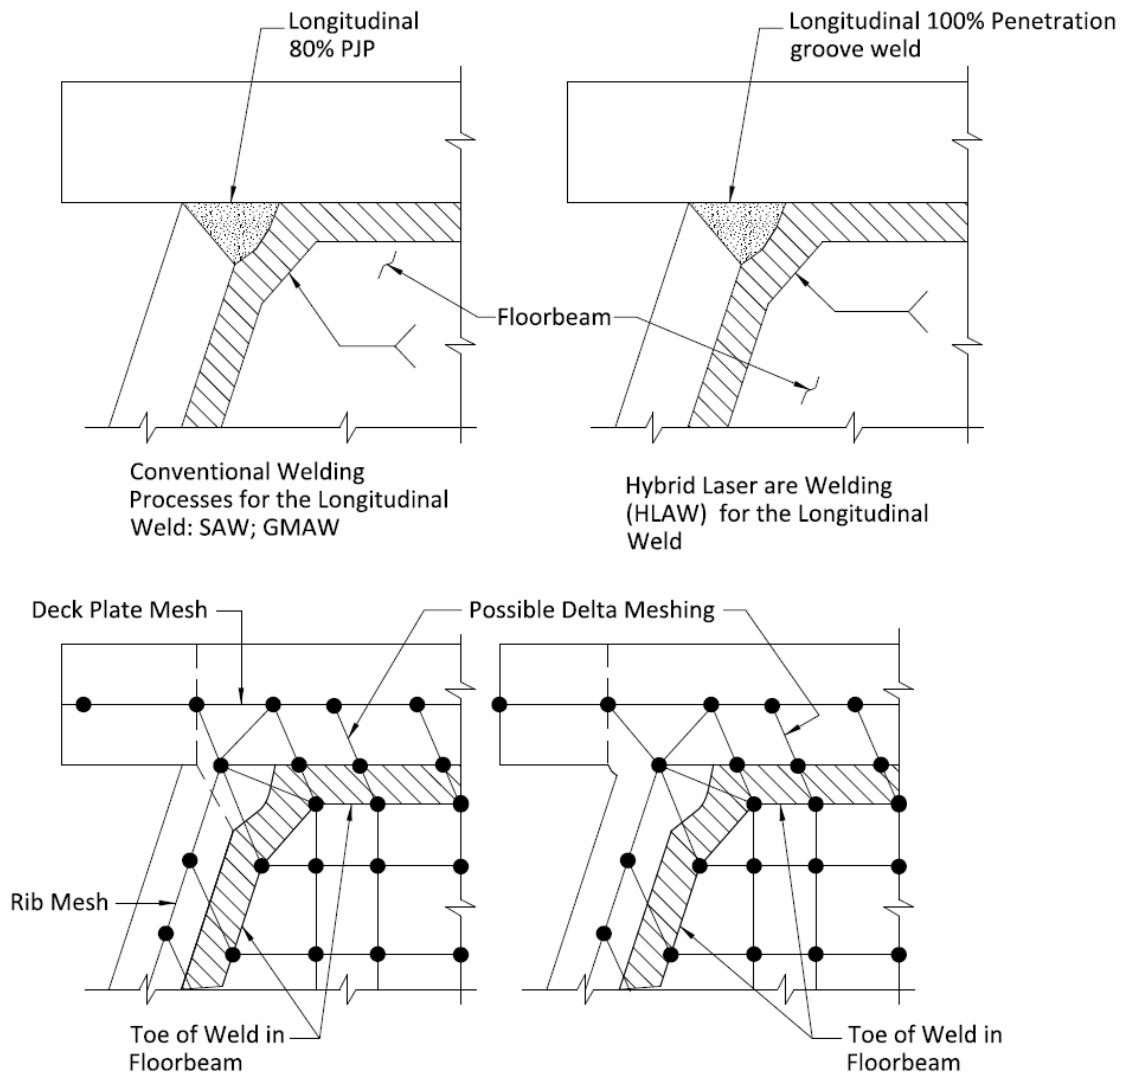 Longitudinal
80% PJP
Longitudinal 100% Penetration
groove weld
Floorbeam
Conventional Welding
Processes for the Longitudinal
Weld: SAW; GMAW
Hybrid Laser are Welding
(HLAW) for the Longitudinal
Weld
Deck Plate Mesh
Possible Delta Meshing
Rib Mesh
Toe of Weld in
Floorbeam
Toe of Weld in
Floorbeam